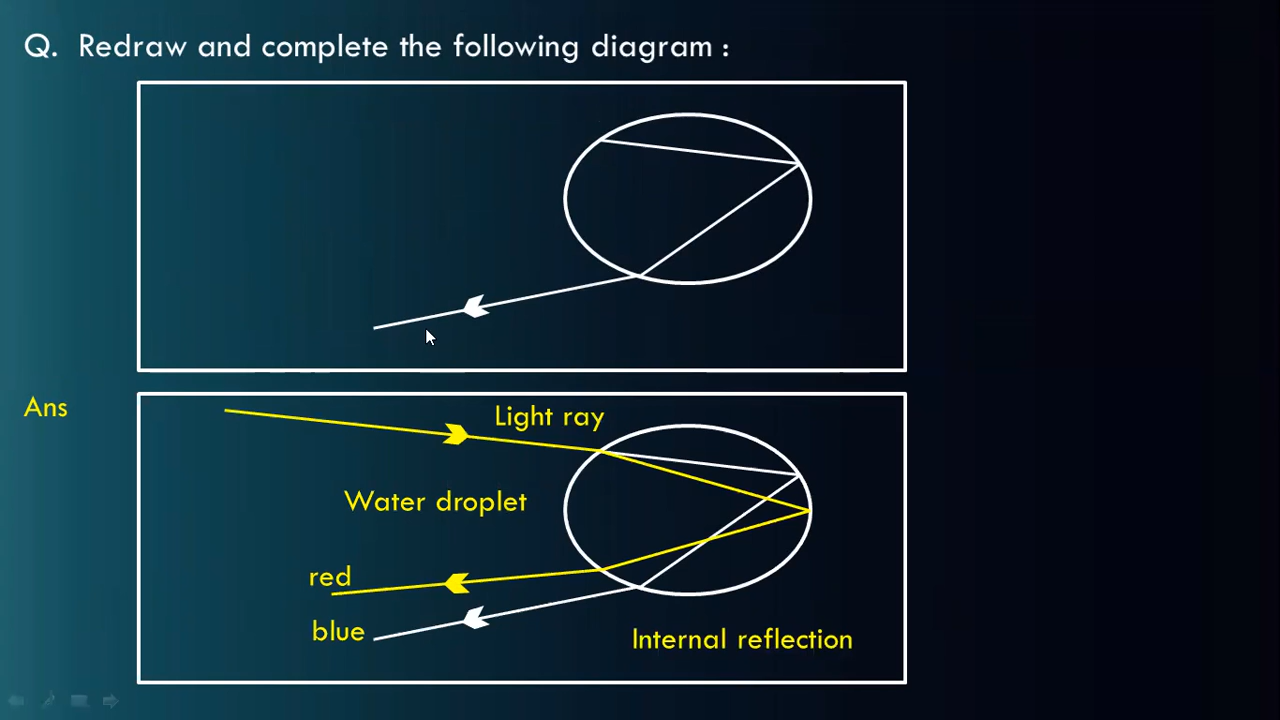 Q. Redraw and complete the following diagram :
Ans
Light ray
Water droplet
red
blue
Internal reflection